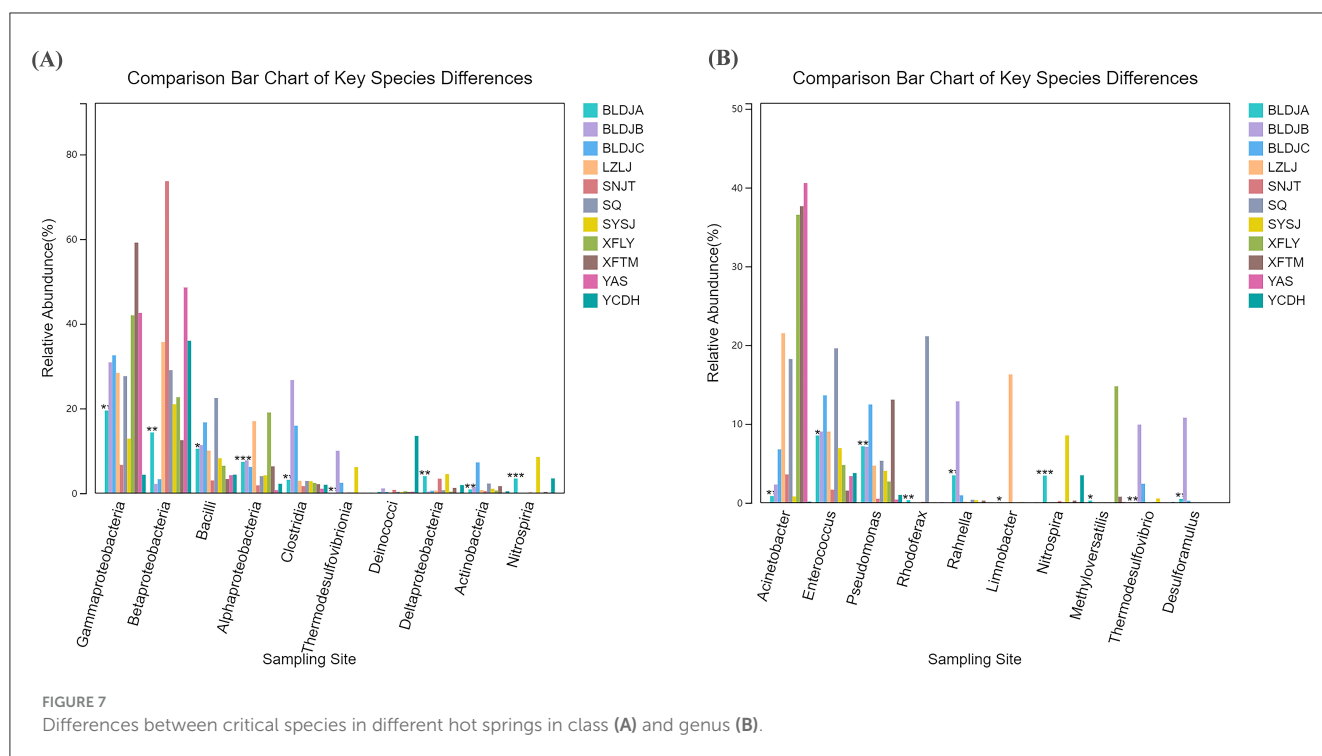 (A)
Comparison Bar Chart of Key Species Differences
Relative Abundance(%)
80
60
40
20
0
**
**
*
***
**
**
**
**
***
Gammaproteobacteria
Betaproteobacteria
Bacilli
Alphaproteobacteria
Clostridia
Thermodesulfovibrionia
Deinococci
Deltaproteobacteria
Actinobacteria
Nitrospiria
Sampling Site
BLDJA
BLDJB
BLDJC
LZLJ
SNJT
SQ
SYSJ
XFLY
XFTM
YAS
YCDH
(B)
Comparison Bar Chart of Key Species Differences
Relative Abundance(%)
50
40
30
20
10
0
**
*
**
**
**
*
***
*
**
**
Acinetobacter
Enterococcus
Pseudomonas
Rhodoferax
Rahnella
Limnobacter
Nitrospira
Methyloversatilis
Thermodesulfovibrio
Desulforamulus
Sampling Site
BLDJA
BLDJB
BLDJC
LZLJ
SNJT
SQ
SYSJ
XFLY
XFTM
YAS
YCDH
FIGURE 7
Differences between critical species in different hot springs in class (A) and genus (B).